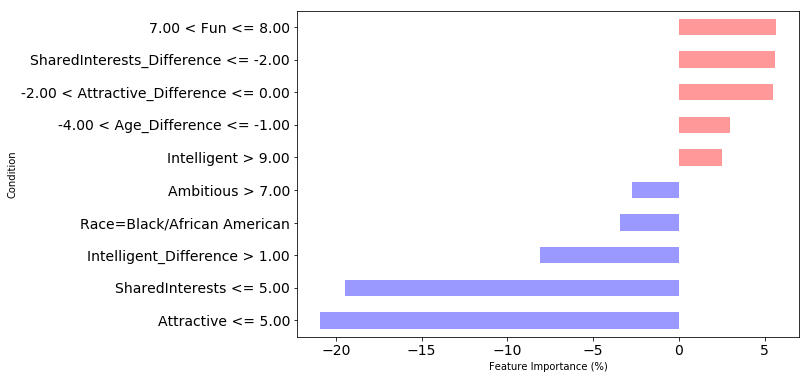 7.00 < Fun <= 8.00
SharedInterests_Difference <= -2.00
-2.00 < Attractive_Difference <= 0.00
-4.00 < Age_Difference <= -1.00
Intelligent > 9.00
Ambitious > 7.00
Race=Black/African American
Intelligent_Difference > 1.00
SharedInterests <= 5.00
Attractive <= 5.00
Condition
−20 −15 −10 −5 0 5
Feature Importance (%)